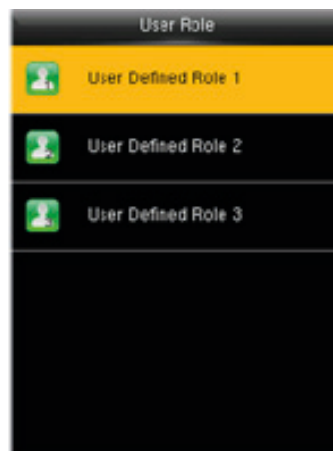 User Role
User Defined Role 1
User Defined Role 2
User Defined Role 3